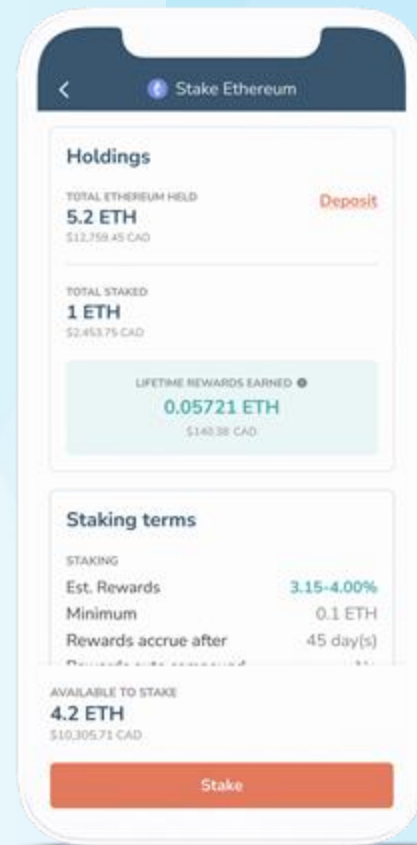 Stake Ethereum
Holdings
TOTAL ETHEREUM HELD
Deposit
5.2 ETH
$12,759.45 CAD
TOTAL STAKED
1 ETH
$2,453.75 CAD
LIFETIME REWARDS EARNED
0.05721 ETH
$140.38 CAD
Staking terms
STAKING
Est. Rewards 3.15-4.00%
Minimum 0.1 ETH
Rewards accrue after 45 day(s)
AVAILABLE TO STAKE
4.2 ETH
$10,305.71 CAD
Stake